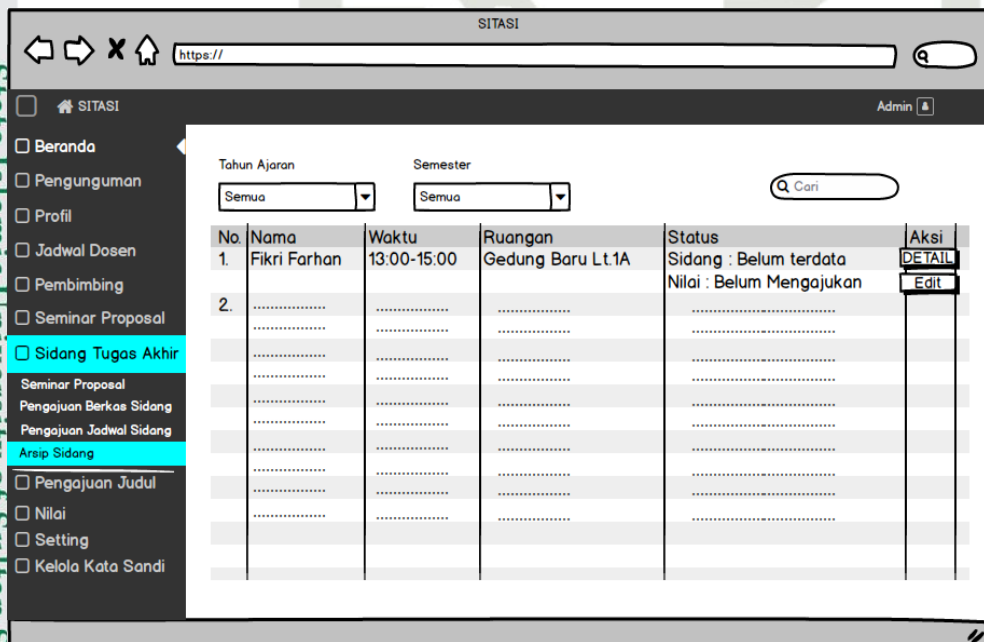 SITASI
https://
SITASI
Admin
Beranda
Pengunguman
Profil
Jadwal Dosen
Pembimbing
Seminar Proposal
Sidang Tugas Akhir
Seminar Proposal
Pengajuan Berkas Sidang
Pengajuan Jadwal Sidang
Arsip Sidang
Pengajuan Judul
Nilai
Setting
Kelola Kata Sandi
Tahun Ajaran Semester
Semua Semua Cari
No. Nama Waktu Ruangan Status Aksi
1. Fikri Farhan 13:00-15:00 Gedung Baru Lt.1A Sidang : Belum terdata DETAIL
Nilai : Belum Mengajukan Edit
2. ................. ................. ................. .................................
................. ................. ................. .................................
................. ................. ................. .................................
................. ................. ................. .................................
................. ................. ................. .................................
................. ................. ................. .................................
................. ................. ................. .................................
................. ................. ................. .................................
................. ................. ................. .................................
................. ................. ................. .................................